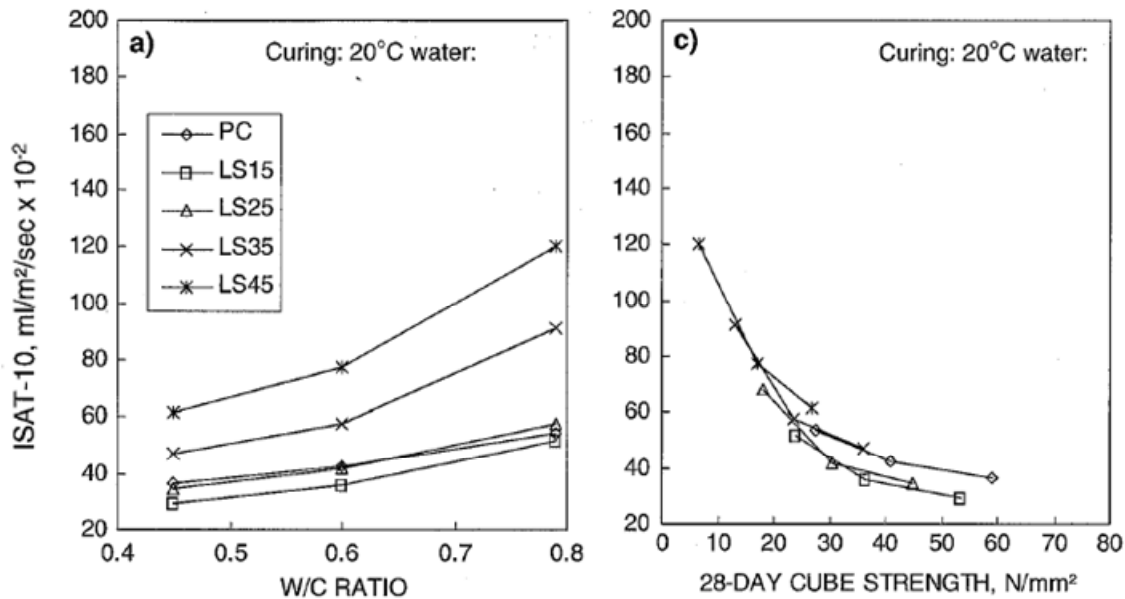 a)
Curing: 20°C water:
PC
LS15
LS25
LS35
LS45
200
180
160
140
120
100
80
60
40
20
0.4
0.5
0.6
0.7
0.8
W/C RATIO
ISAT-10, ml/m²/sec x 10⁻²
c)
Curing: 20°C water:
200
180
160
140
120
100
80
60
40
20
0
10
20
30
40
50
60
70
80
28-DAY CUBE STRENGTH, N/mm²